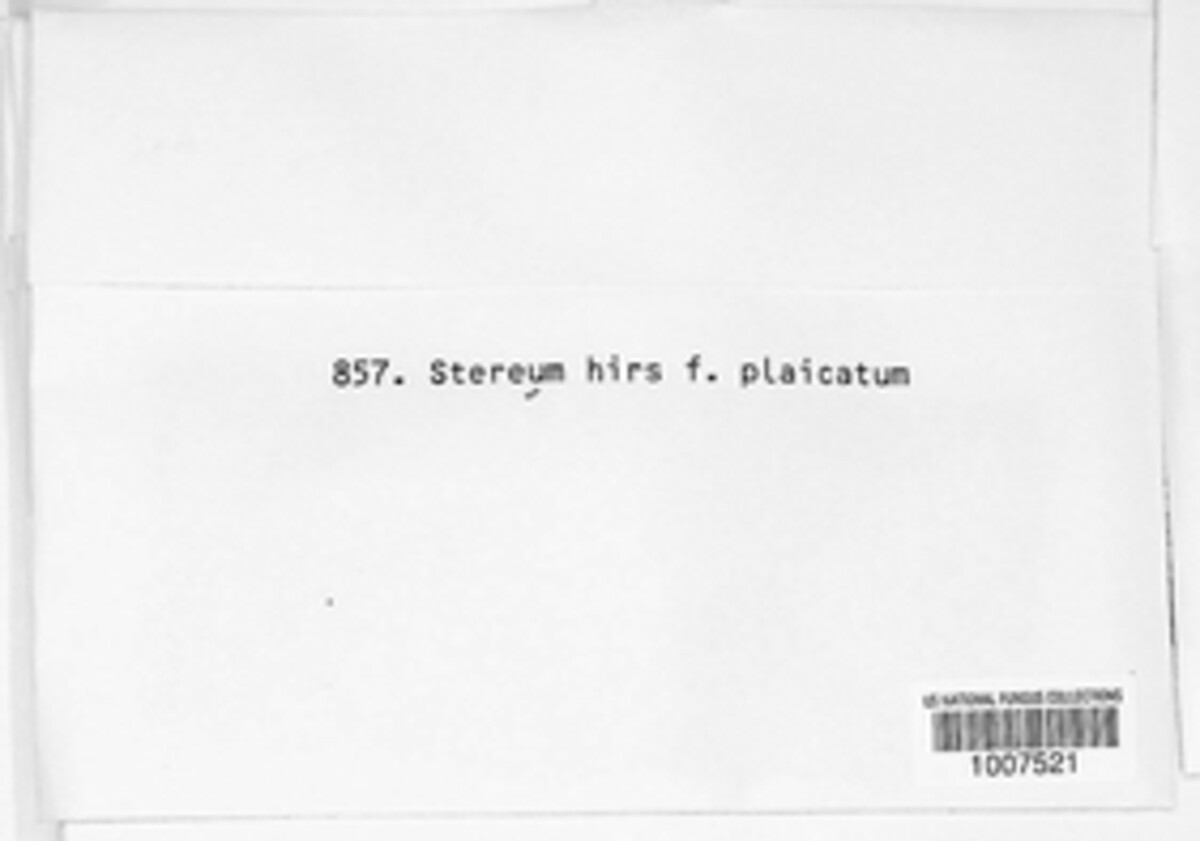 857. Stereum hirs f. plaicatum
US NATIONAL FUNGUS COLLECTIONS
1007521